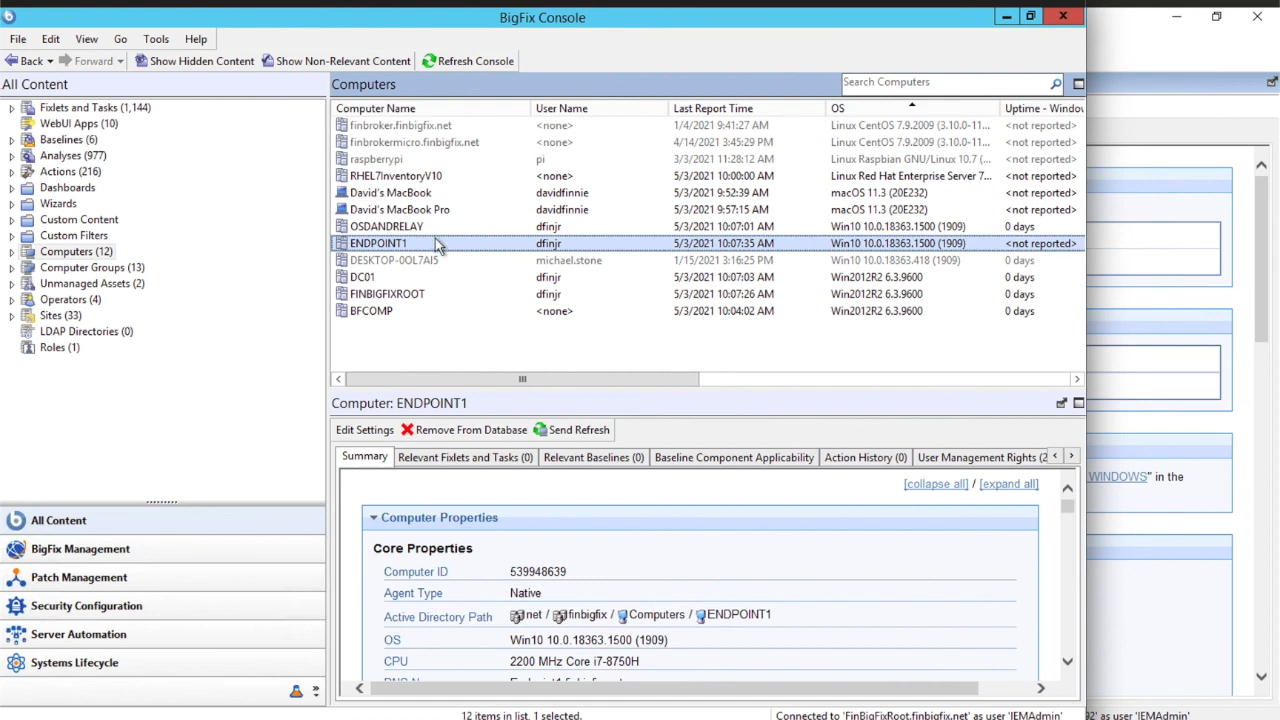 BigFix Console
File Edit View Go Tools Help
Back Forward Show Hidden Content Show Non-Relevant Content Refresh Console
All Content
Fixlets and Tasks (1,144)
WebUI Apps (10)
Baselines (6)
Analyses (977)
Actions (216)
Dashboards
Wizards
Custom Content
Custom Filters
Computers (12)
Computer Groups (13)
Unmanaged Assets (2)
Operators (4)
Sites (33)
LDAP Directories (0)
Roles (1)
All Content
BigFix Management
Patch Management
Security Configuration
Server Automation
Systems Lifecycle
»
Computers Search Computers
Computer Name User Name Last Report Time OS Uptime - Window
finbroker.finbigfix.net <none> 1/4/2021 9:41:27 AM Linux CentOS 7.9.2009 (3.10.0-11... <not reported>
finbrokermicro.finbigfix.net <none> 4/14/2021 3:45:29 PM Linux CentOS 7.9.2009 (3.10.0-11... <not reported>
raspberrypi pi 3/3/2021 11:28:12 AM Linux Raspbian GNU/Linux 10.7 (... <not reported>
RHEL7InventoryV10 <none> 5/3/2021 10:00:00 AM Linux Red Hat Enterprise Server 7... <not reported>
David's MacBook davidfinnie 5/3/2021 9:52:39 AM macOS 11.3 (20E232) <not reported>
David's MacBook Pro davidfinnie 5/3/2021 9:57:15 AM macOS 11.3 (20E232) <not reported>
OSDANDRELAY dfinjr 5/3/2021 10:07:01 AM Win10 10.0.18363.1500 (1909) 0 days
ENDPOINT1 dfinjr 5/3/2021 10:07:35 AM Win10 10.0.18363.1500 (1909) <not reported>
DESKTOP-0OL7AI5 michael.stone 1/15/2021 3:16:25 PM Win10 10.0.18363.418 (1909) 0 days
DC01 dfinjr 5/3/2021 10:07:03 AM Win2012R2 6.3.9600 0 days
FINBIGFIXROOT dfinjr 5/3/2021 10:07:26 AM Win2012R2 6.3.9600 0 days
BFCOMP <none> 5/3/2021 10:04:02 AM Win2012R2 6.3.9600 0 days
Computer: ENDPOINT1
Edit Settings Remove From Database Send Refresh
Summary Relevant Fixlets and Tasks (0) Relevant Baselines (0) Baseline Component Applicability Action History (0) User Management Rights (2
[collapse all] / [expand all]
Computer Properties
Core Properties
Computer ID 539948639
Agent Type Native
Active Directory Path net / finbigfix / Computers / ENDPOINT1
OS Win10 10.0.18363.1500 (1909)
CPU 2200 MHz Core i7-8750H
12 items in list, 1 selected. Connected to 'FinBigFixRoot.finbigfix.net' as user 'IEMAdmin'
WINDOWS" in the
92' as user 'IEMAdmin'